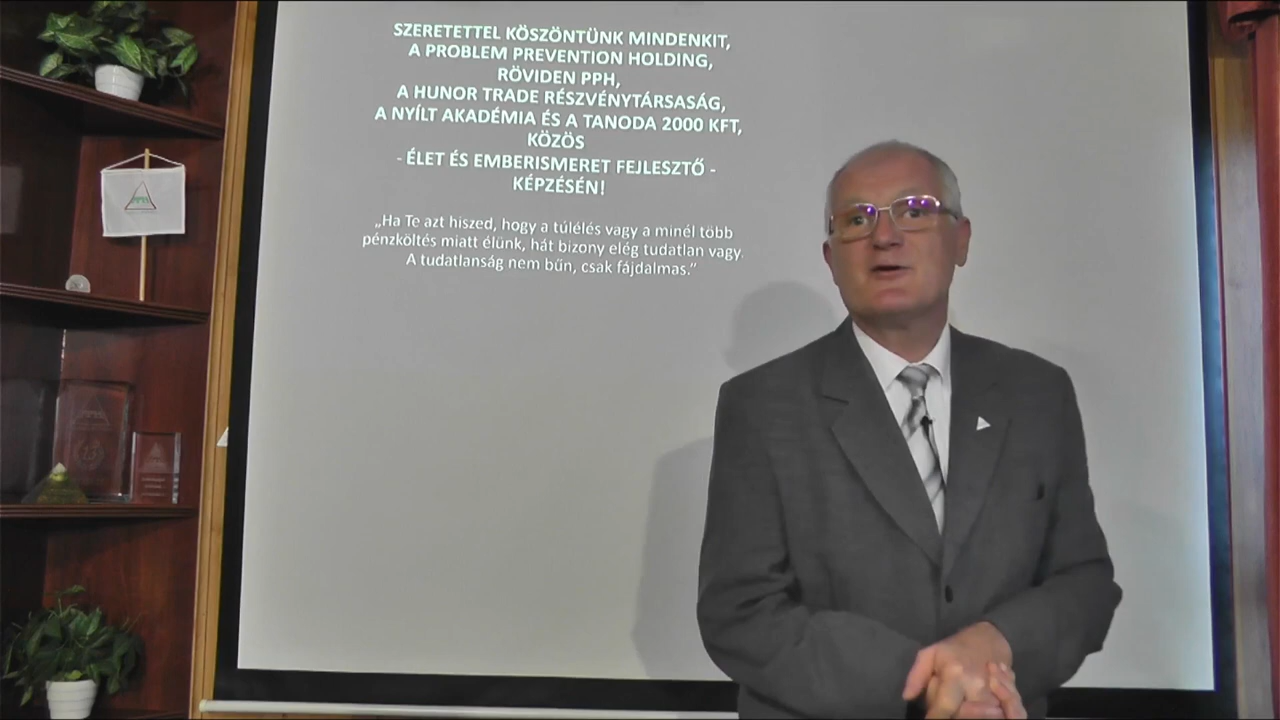 SZERETETTEL KÖSZÖNTÜNK MINDENKIT,
A PROBLEM PREVENTION HOLDING,
RÖVIDEN PPH,
A HUNOR TRADE RÉSZVÉNYTÁRSASÁG,
A NYÍLT AKADÉMIA ÉS A TANODA 2000 KFT,
KÖZÖS
- ÉLET ÉS EMBERISMERET FEJLESZTŐ -
KÉPZÉSÉN!
„Ha Te azt hiszed, hogy a túlélés vagy a minél több
pénzköltés miatt élünk, hát bizony elég tudatlan vagy.
A tudatlanság nem bűn, csak fájdalmas.”